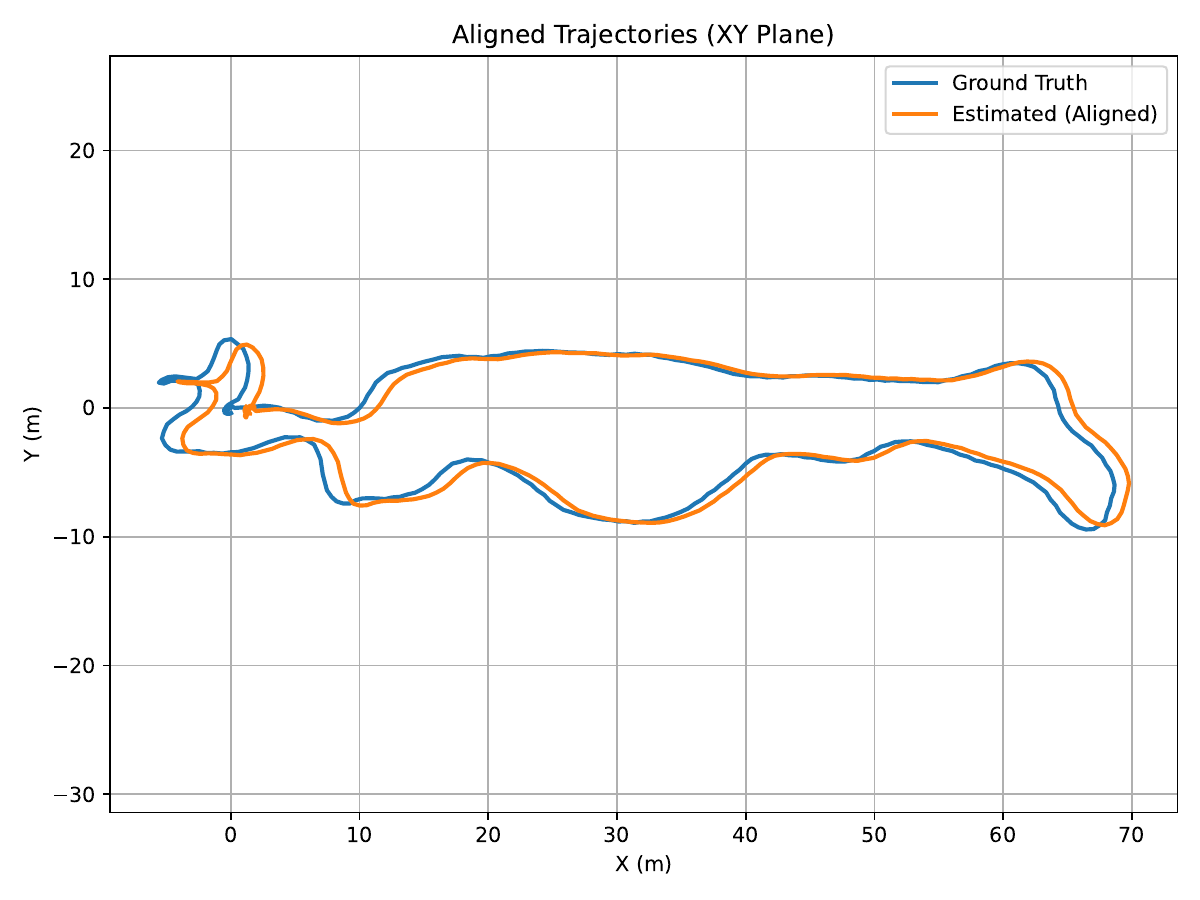 Aligned Trajectories (XY Plane)
Ground Truth
Estimated (Aligned)
20
10
0
−10
−20
−30
Y (m)
0 10 20 30 40 50 60 70
X (m)